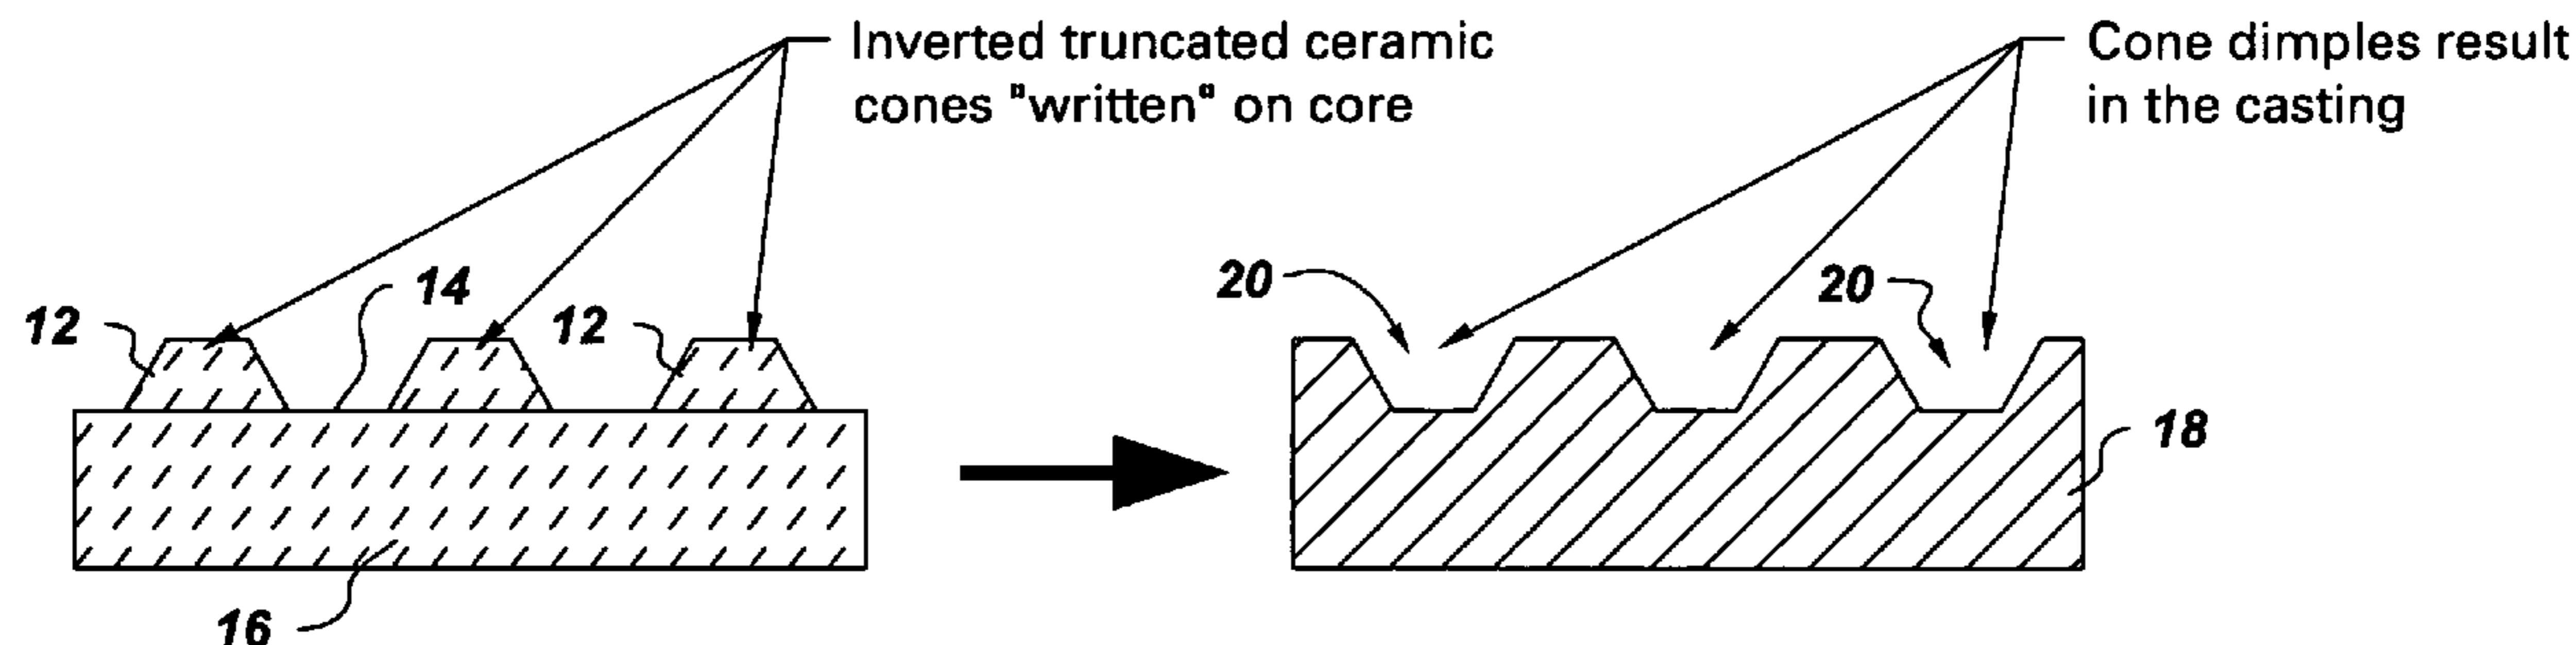 Inverted truncated ceramic
cones "written" on core
Cone dimples result
in the casting
12
14
12
16
20
20
18